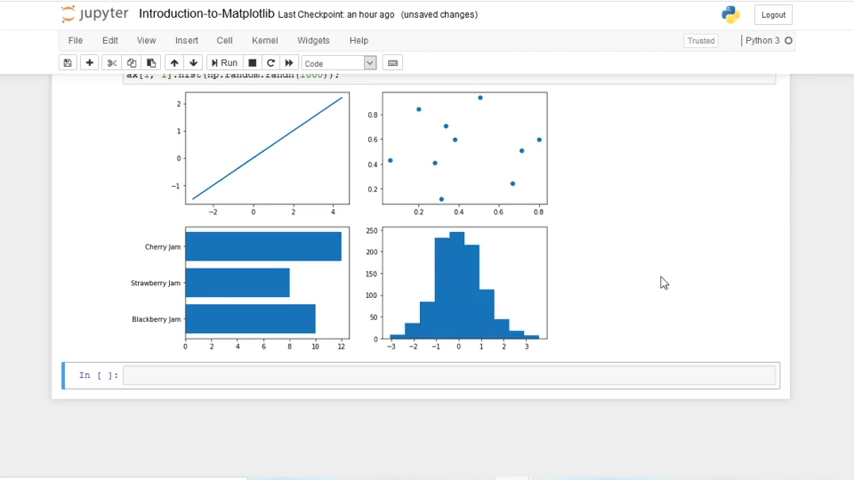 jupyter Introduction-to-Matplotlib Last Checkpoint: an hour ago (unsaved changes) Logout
File Edit View Insert Cell Kernel Widgets Help Trusted Python 3
Run Code
ax[1, 1].hist(np.random.randn(1000));
2
1
0
−1
−2 0 2 4
0.8
0.6
0.4
0.2
0.2 0.4 0.6 0.8
Cherry Jam
Strawberry Jam
Blackberry Jam
0 2 4 6 8 10 12
250
200
150
100
50
0
−3 −2 −1 0 1 2 3
In [ ]: